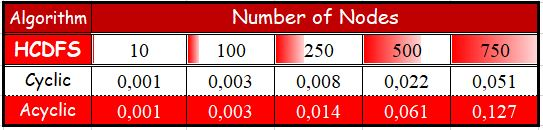 Algorithm Number of Nodes
HCDFS 10 100 250 500 750
Cyclic 0,001 0,003 0,008 0,022 0,051
Acyclic 0,001 0,003 0,014 0,061 0,127